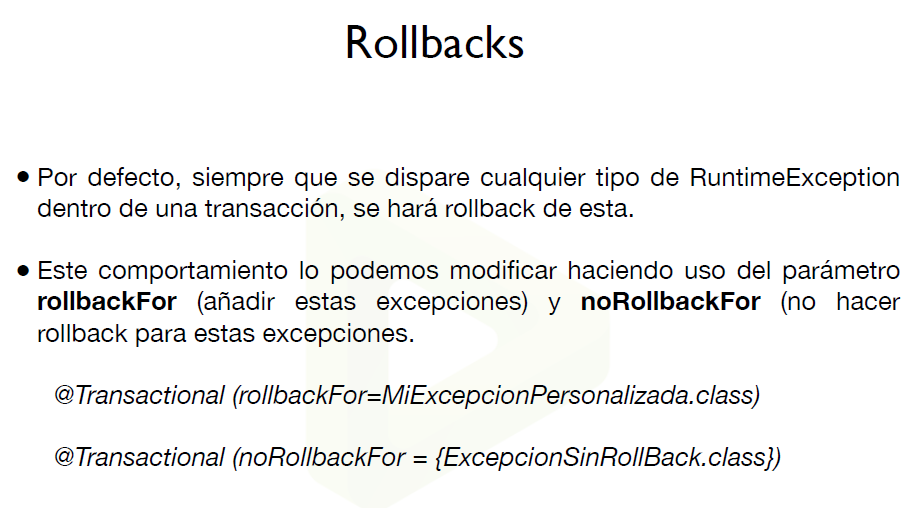 Rollbacks
• Por defecto, siempre que se dispare cualquier tipo de RuntimeException
dentro de una transacción, se hará rollback de esta.
• Este comportamiento lo podemos modificar haciendo uso del parámetro
rollbackFor (añadir estas excepciones) y noRollbackFor (no hacer
rollback para estas excepciones.
@Transactional (rollbackFor=MiExcepcionPersonalizada.class)
@Transactional (noRollbackFor = {ExcepcionSinRollBack.class})